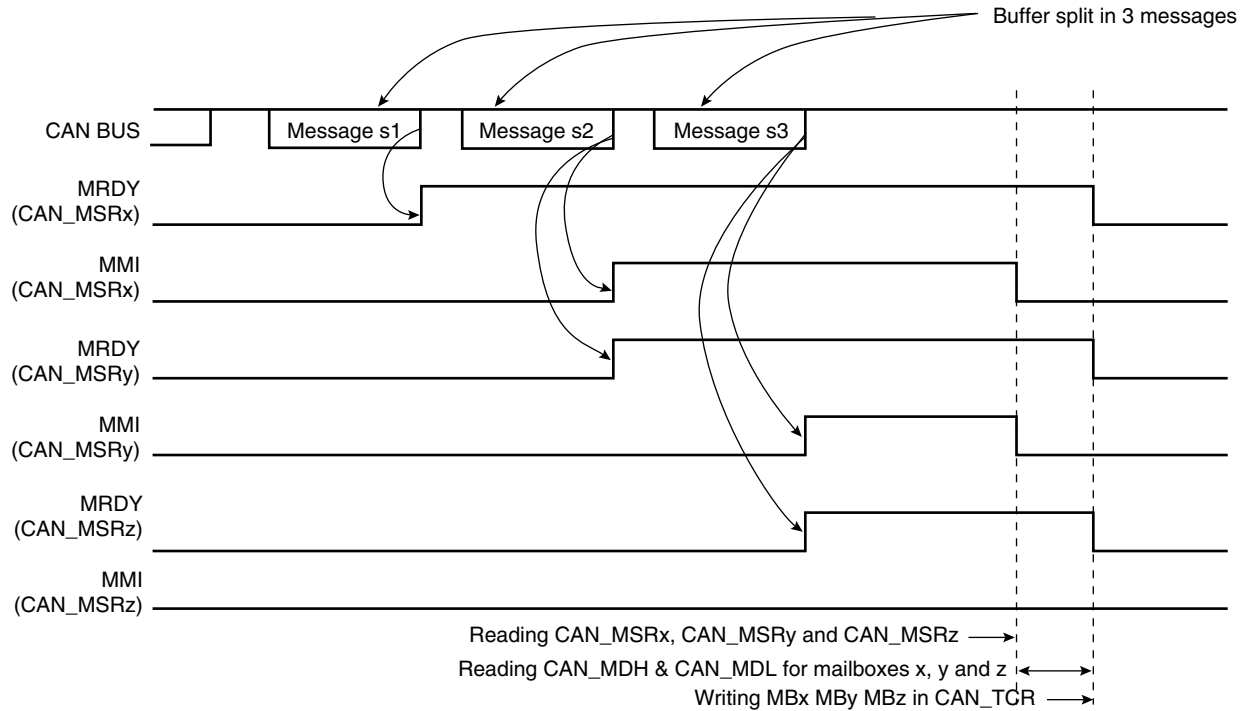 Buffer split in 3 messages
CAN BUS
Message s1
Message s2
Message s3
MRDY
(CAN_MSRx)
MMI
(CAN_MSRx)
MRDY
(CAN_MSRy)
MMI
(CAN_MSRy)
MRDY
(CAN_MSRz)
MMI
(CAN_MSRz)
Reading CAN_MSRx, CAN_MSRy and CAN_MSRz
Reading CAN_MDH & CAN_MDL for mailboxes x, y and z
Writing MBx MBy MBz in CAN_TCR